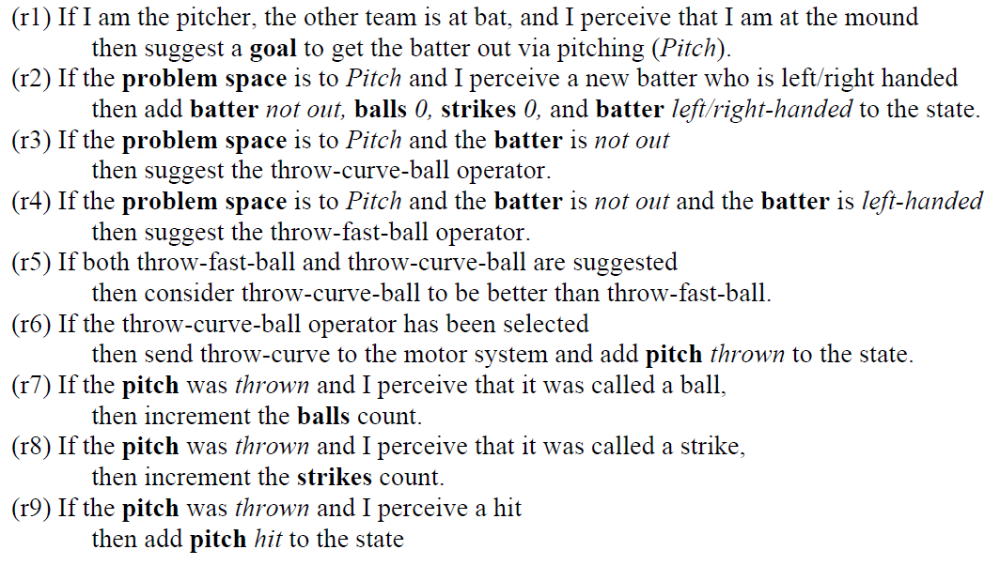 (r1) If I am the pitcher, the other team is at bat, and I perceive that I am at the mound
then suggest a goal to get the batter out via pitching (Pitch).
(r2) If the problem space is to Pitch and I perceive a new batter who is left/right handed
then add batter not out, balls 0, strikes 0, and batter left/right-handed to the state.
(r3) If the problem space is to Pitch and the batter is not out
then suggest the throw-curve-ball operator.
(r4) If the problem space is to Pitch and the batter is not out and the batter is left-handed
then suggest the throw-fast-ball operator.
(r5) If both throw-fast-ball and throw-curve-ball are suggested
then consider throw-curve-ball to be better than throw-fast-ball.
(r6) If the throw-curve-ball operator has been selected
then send throw-curve to the motor system and add pitch thrown to the state.
(r7) If the pitch was thrown and I perceive that it was called a ball,
then increment the balls count.
(r8) If the pitch was thrown and I perceive that it was called a strike,
then increment the strikes count.
(r9) If the pitch was thrown and I perceive a hit
then add pitch hit to the state